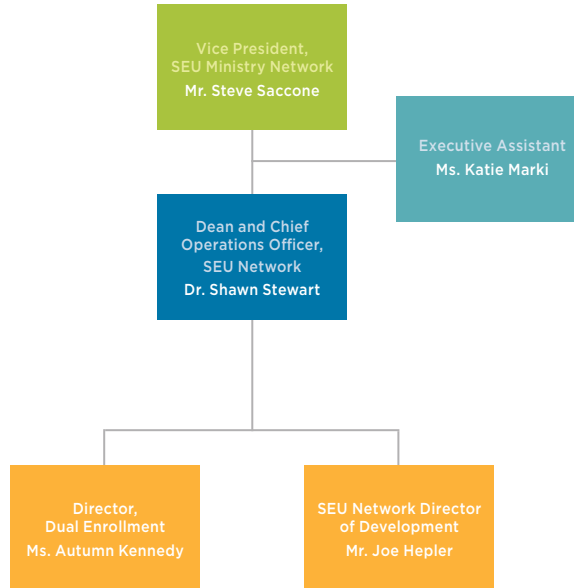 Vice President,
SEU Ministry Network
Mr. Steve Saccone
Executive Assistant
Ms. Katie Marki
Dean and Chief
Operations Officer,
SEU Network
Dr. Shawn Stewart
Director,
Dual Enrollment
Ms. Autumn Kennedy
SEU Network Director
of Development
Mr. Joe Hepler